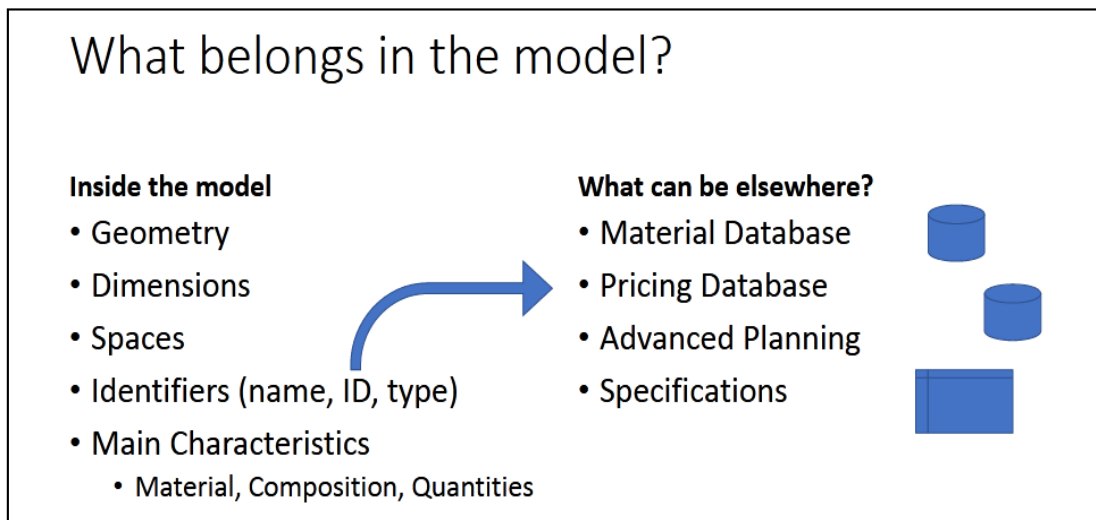 What belongs in the model?
Inside the model
• Geometry
• Dimensions
• Spaces
• Identifiers (name, ID, type)
• Main Characteristics
• Material, Composition, Quantities
What can be elsewhere?
• Material Database
• Pricing Database
• Advanced Planning
• Specifications